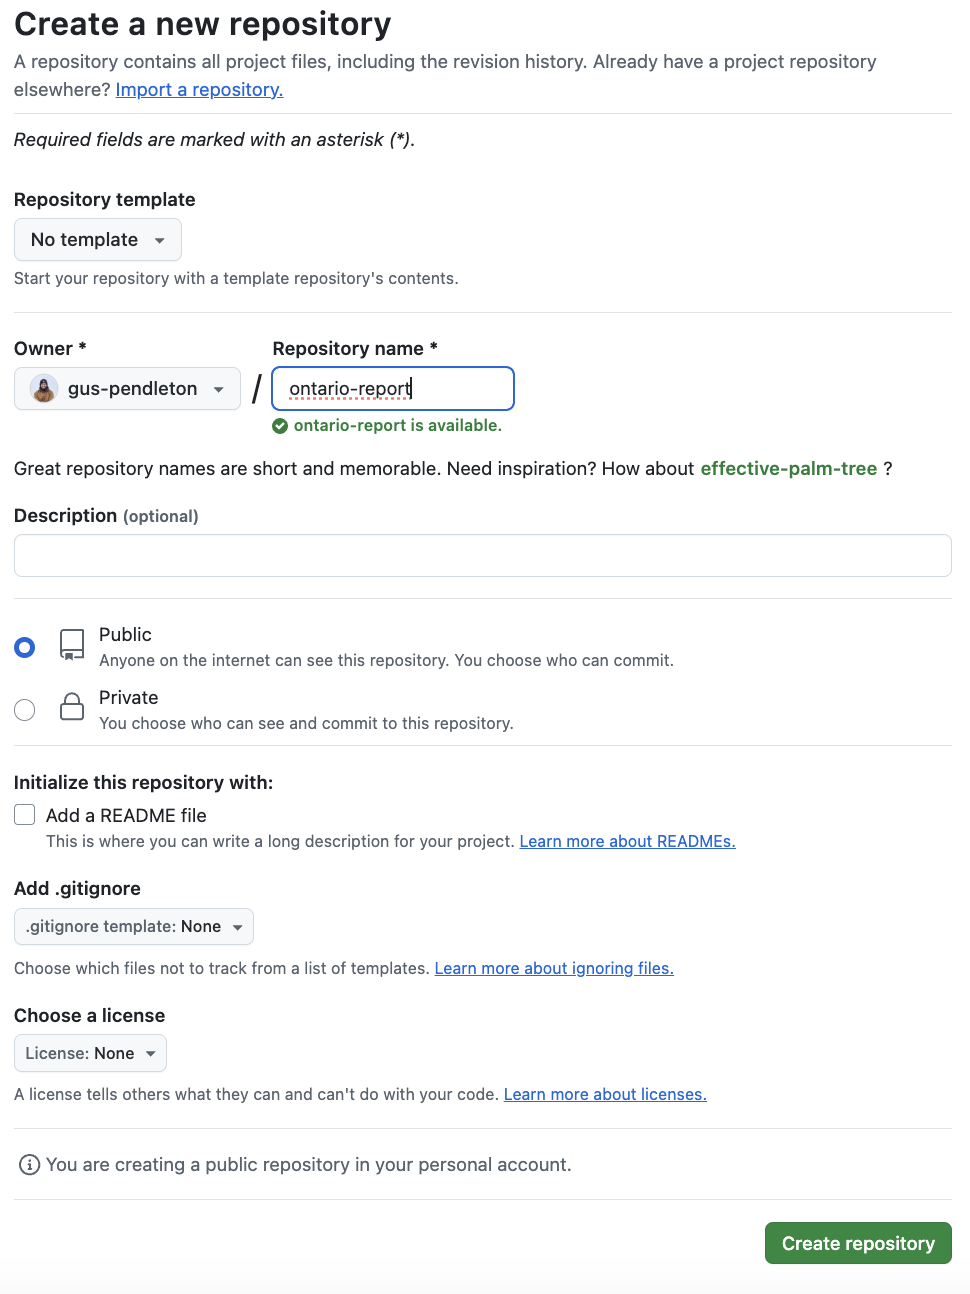 Create a new repository
A repository contains all project files, including the revision history. Already have a project repository
elsewhere? Import a repository.
Required fields are marked with an asterisk (*).
Repository template
No template
Start your repository with a template repository's contents.
Owner *
Repository name *
gus-pendleton
/
ontario-report
ontario-report is available.
Great repository names are short and memorable. Need inspiration? How about effective-palm-tree ?
Description (optional)
Public
Anyone on the internet can see this repository. You choose who can commit.
Private
You choose who can see and commit to this repository.
Initialize this repository with:
Add a README file
This is where you can write a long description for your project. Learn more about READMEs.
Add .gitignore
.gitignore template: None
Choose which files not to track from a list of templates. Learn more about ignoring files.
Choose a license
License: None
A license tells others what they can and can't do with your code. Learn more about licenses.
You are creating a public repository in your personal account.
Create repository